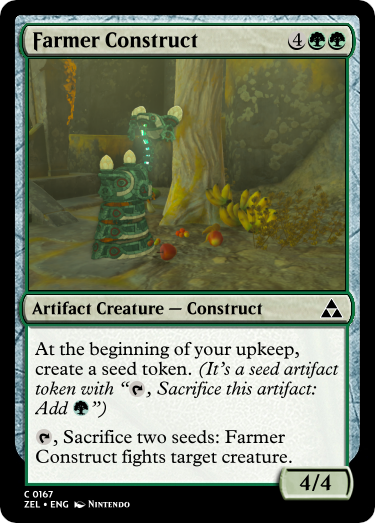 Farmer Construct 4
Artifact Creature — Construct
At the beginning of your upkeep,
create a seed token. (It's a seed artifact
token with “, Sacrifice this artifact:
Add ”)
, Sacrifice two seeds: Farmer
Construct fights target creature.
4/4
C 0167
ZEL • ENG Nintendo